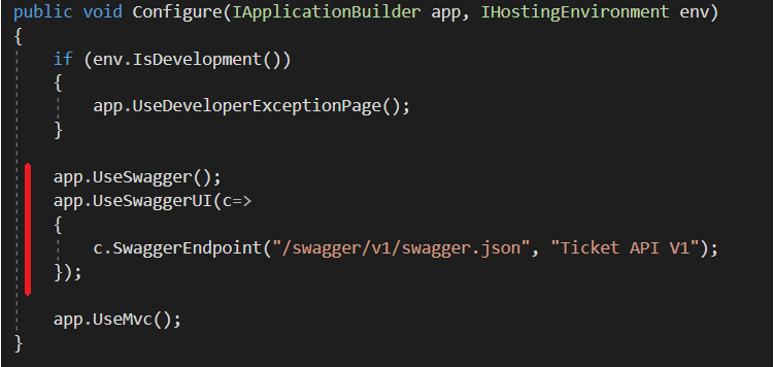 public void Configure(IApplicationBuilder app, IHostingEnvironment env)
{
if (env.IsDevelopment())
{
app.UseDeveloperExceptionPage();
}
app.UseSwagger();
app.UseSwaggerUI(c=>
{
c.SwaggerEndpoint("/swagger/v1/swagger.json", "Ticket API V1");
});
app.UseMvc();
}